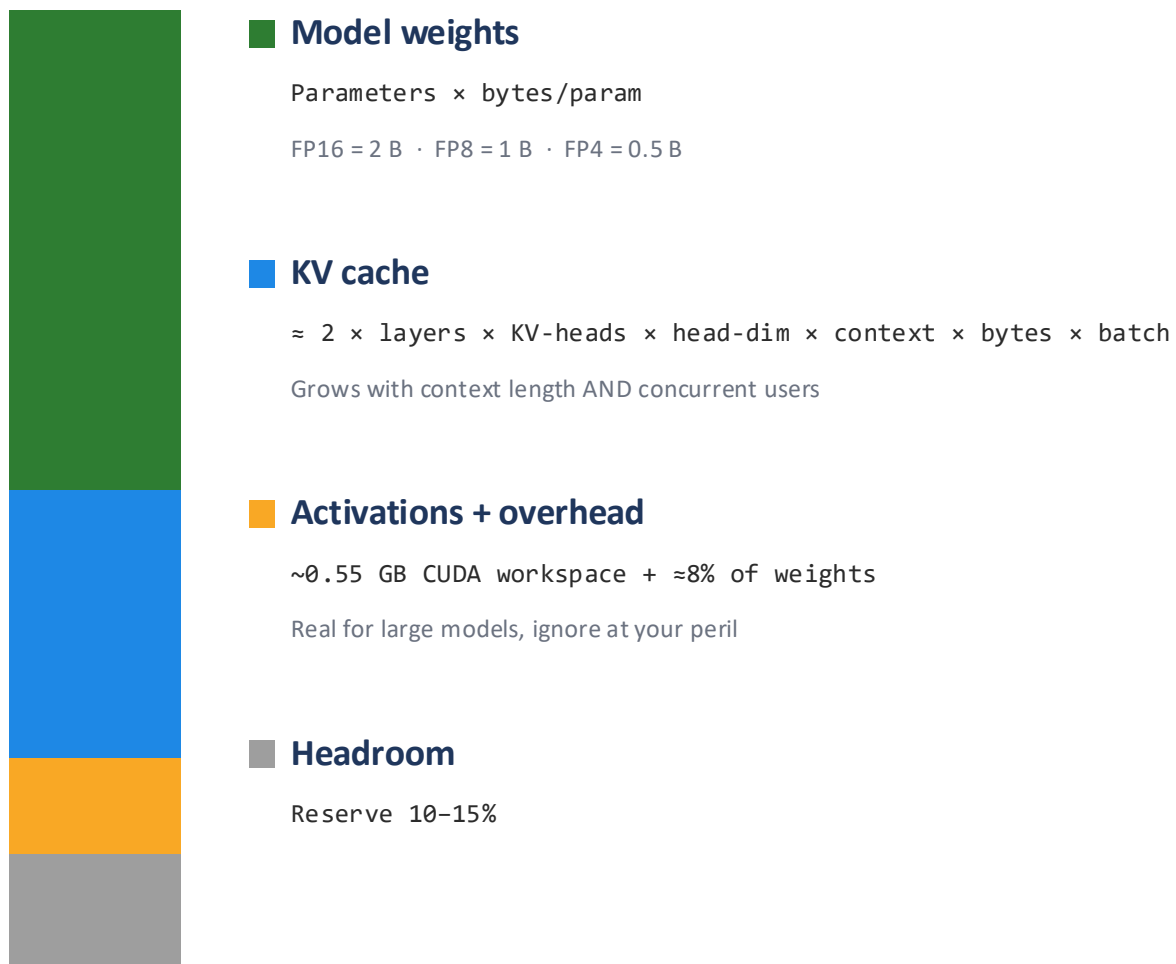 Model weights
Parameters × bytes/param
FP16 = 2 B · FP8 = 1 B · FP4 = 0.5 B
KV cache
≈ 2 × layers × KV-heads × head-dim × context × bytes × batch
Grows with context length AND concurrent users
Activations + overhead
~0.55 GB CUDA workspace + ≈8% of weights
Real for large models, ignore at your peril
Headroom
Reserve 10–15%